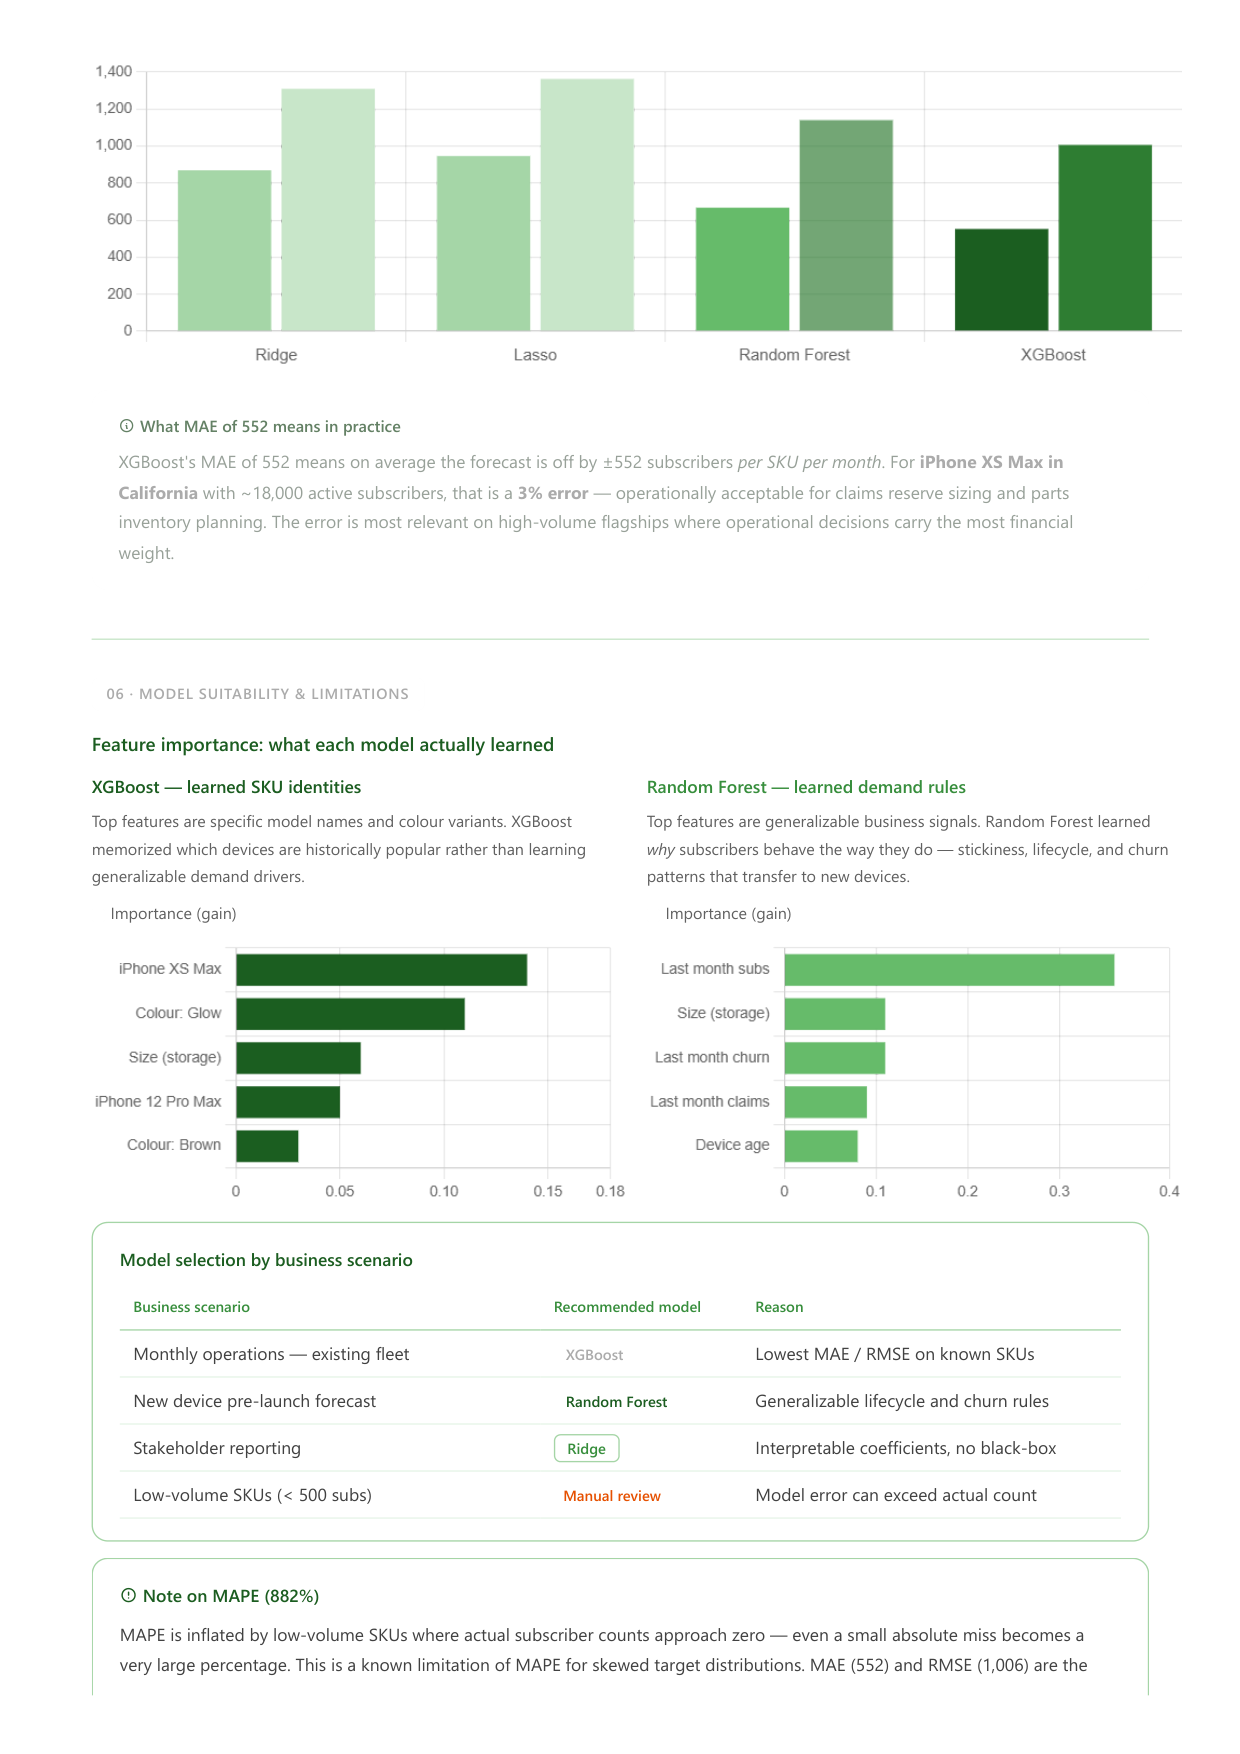 1,400
1,200
1,000
800
600
400
200
0
Ridge Lasso Random Forest XGBoost
What MAE of 552 means in practice
XGBoost's MAE of 552 means on average the forecast is off by ±552 subscribers per SKU per month. For iPhone XS Max in
California with ~18,000 active subscribers, that is a 3% error — operationally acceptable for claims reserve sizing and parts
inventory planning. The error is most relevant on high-volume flagships where operational decisions carry the most financial
weight.
06 · MODEL SUITABILITY & LIMITATIONS
Feature importance: what each model actually learned
XGBoost — learned SKU identities
Top features are specific model names and colour variants. XGBoost
memorized which devices are historically popular rather than learning
generalizable demand drivers.
Importance (gain)
iPhone XS Max
Colour: Glow
Size (storage)
iPhone 12 Pro Max
Colour: Brown
0 0.05 0.10 0.15 0.18
Random Forest — learned demand rules
Top features are generalizable business signals. Random Forest learned
why subscribers behave the way they do — stickiness, lifecycle, and churn
patterns that transfer to new devices.
Importance (gain)
Last month subs
Size (storage)
Last month churn
Last month claims
Device age
0 0.1 0.2 0.3 0.4
Model selection by business scenario
Business scenario Recommended model Reason
Monthly operations — existing fleet XGBoost Lowest MAE / RMSE on known SKUs
New device pre-launch forecast Random Forest Generalizable lifecycle and churn rules
Stakeholder reporting Ridge Interpretable coefficients, no black-box
Low-volume SKUs (< 500 subs) Manual review Model error can exceed actual count
Note on MAPE (882%)
MAPE is inflated by low-volume SKUs where actual subscriber counts approach zero — even a small absolute miss becomes a
very large percentage. This is a known limitation of MAPE for skewed target distributions. MAE (552) and RMSE (1,006) are the